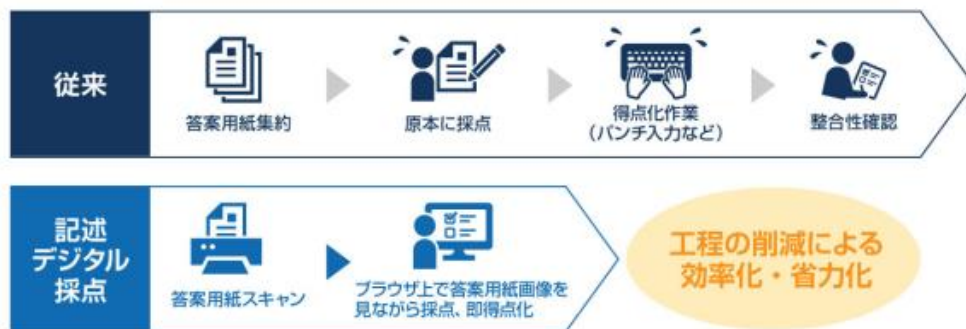 従来
答案用紙集約
原本に採点
得点化作業
（パンチ入力など）
整合性確認
記述
デジタル
採点
答案用紙スキャン
ブラウザ上で答案用紙画像を
見ながら採点、即得点化
工程の削減による
効率化・省力化